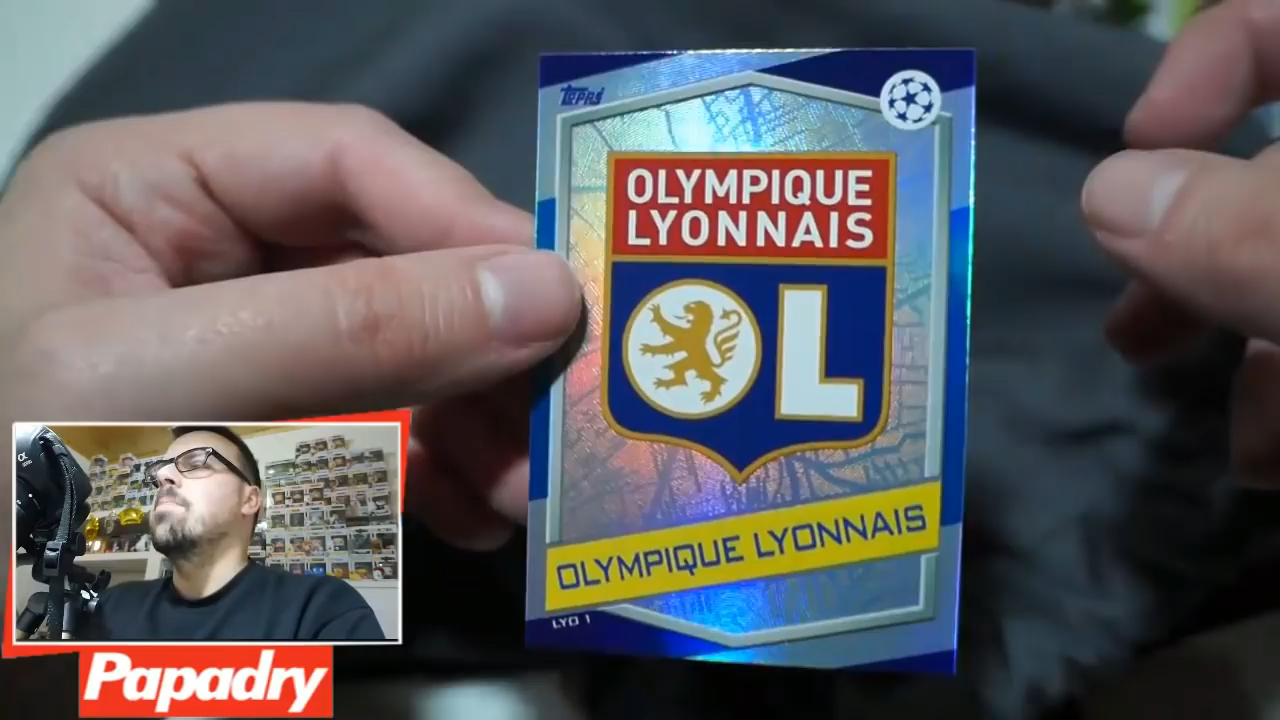 TOPPS
OLYMPIQUE
LYONNAIS
OL
OLYMPIQUE LYONNAIS
LYO 1
Papadry